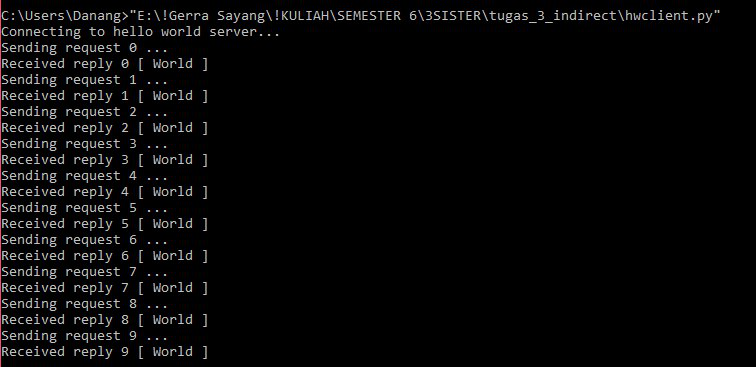 C:\Users\Danang>"E:\!Gerra Sayang\!KULIAH\SEMESTER 6\3SISTER\tugas_3_indirect\hwclient.py"
Connecting to hello world server...
Sending request 0 ...
Received reply 0 [ World ]
Sending request 1 ...
Received reply 1 [ World ]
Sending request 2 ...
Received reply 2 [ World ]
Sending request 3 ...
Received reply 3 [ World ]
Sending request 4 ...
Received reply 4 [ World ]
Sending request 5 ...
Received reply 5 [ World ]
Sending request 6 ...
Received reply 6 [ World ]
Sending request 7 ...
Received reply 7 [ World ]
Sending request 8 ...
Received reply 8 [ World ]
Sending request 9 ...
Received reply 9 [ World ]